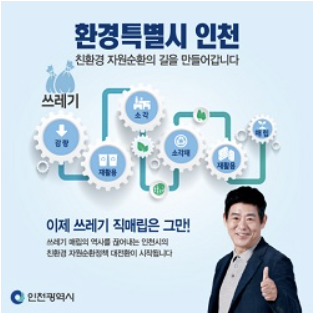 환경특별시 인천
친환경 자원순환의 길을 만들어갑니다
쓰레기
감량
재활용
소각
소각재
재활용
매립
이제 쓰레기 직매립은 그만!
쓰레기 매립의 역사를 끊어내는 인천시의
친환경 자원순환정책 대전환이 시작됩니다
인천광역시